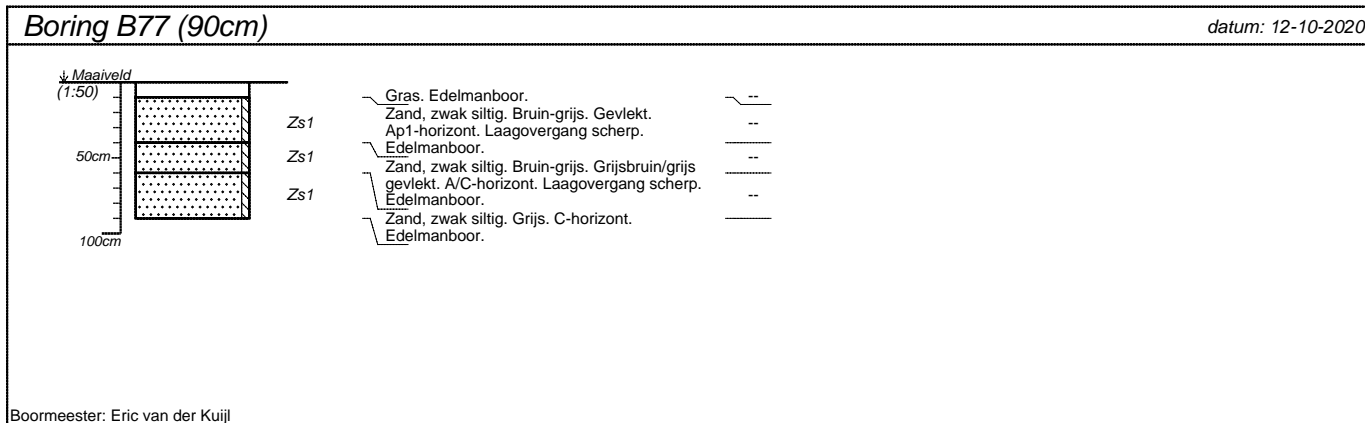 Boring B77 (90cm)
datum: 12-10-2020
Maaiveld
(1:50)
50cm
100cm
Zs1
Zs1
Zs1
Gras. Edelmanboor.
Zand, zwak siltig. Bruin-grijs. Gevlekt.
Ap1-horizont. Laagovergang scherp.
Edelmanboor.
Zand, zwak siltig. Bruin-grijs. Grijsbruin/grijs
gevlekt. A/C-horizont. Laagovergang scherp.
Edelmanboor.
Zand, zwak siltig. Grijs. C-horizont.
Edelmanboor.
--
--
--
--
Boormeester: Eric van der Kuijl